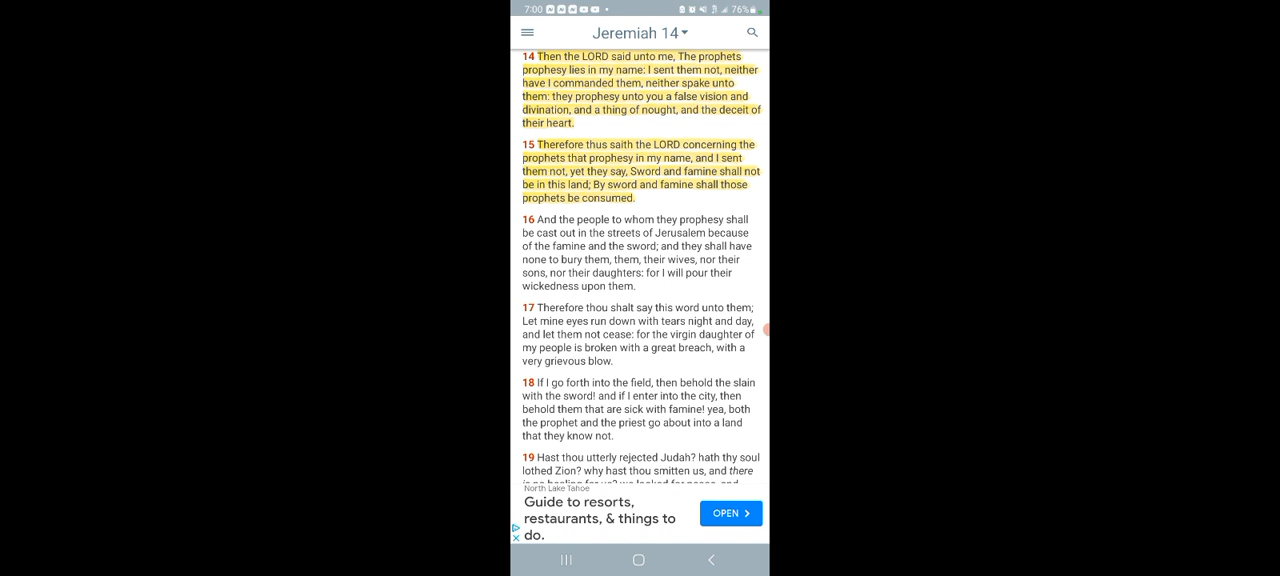 7:00 76%
Jeremiah 14
14 Then the LORD said unto me, The prophets
prophesy lies in my name: I sent them not, neither
have I commanded them, neither spake unto
them: they prophesy unto you a false vision and
divination, and a thing of nought, and the deceit of
their heart.
15 Therefore thus saith the LORD concerning the
prophets that prophesy in my name, and I sent
them not, yet they say, Sword and famine shall not
be in this land; By sword and famine shall those
prophets be consumed.
16 And the people to whom they prophesy shall
be cast out in the streets of Jerusalem because
of the famine and the sword; and they shall have
none to bury them, them, their wives, nor their
sons, nor their daughters: for I will pour their
wickedness upon them.
17 Therefore thou shalt say this word unto them;
Let mine eyes run down with tears night and day,
and let them not cease: for the virgin daughter of
my people is broken with a great breach, with a
very grievous blow.
18 If I go forth into the field, then behold the slain
with the sword! and if I enter into the city, then
behold them that are sick with famine! yea, both
the prophet and the priest go about into a land
that they know not.
19 Hast thou utterly rejected Judah? hath thy soul
lothed Zion? why hast thou smitten us, and there
North Lake Tahoe
Guide to resorts,
restaurants, & things to
do.
OPEN